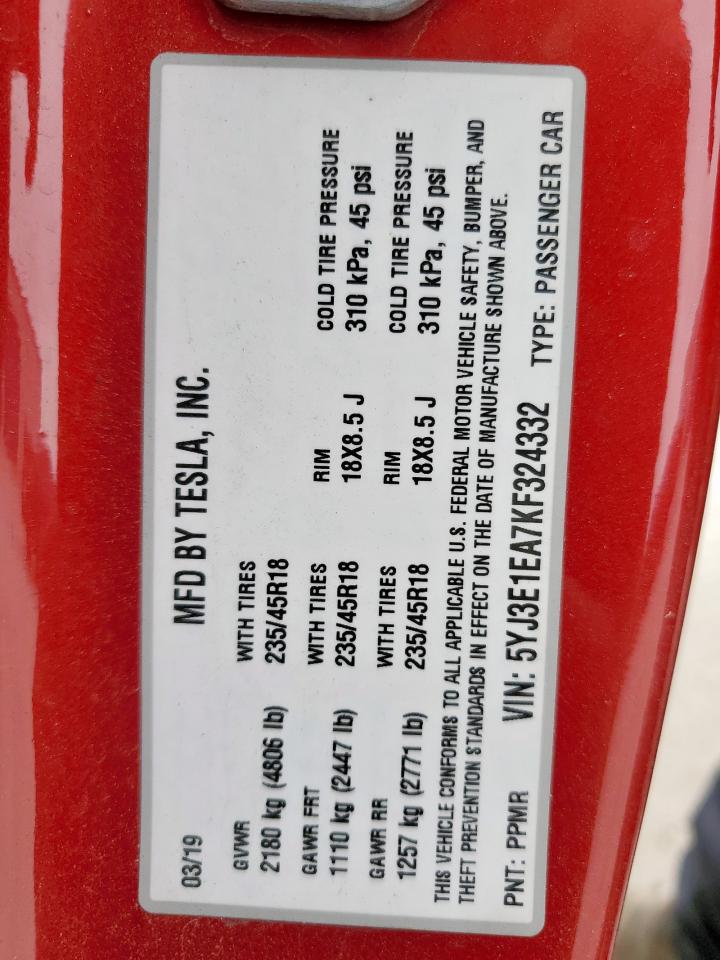 MFD BY TESLA, INC.
03/19
GVWR WITH TIRES
2180 kg (4806 lb) 235/45R18
GAWR FRT WITH TIRES RIM COLD TIRE PRESSURE
1110 kg (2447 lb) 235/45R18 18X8.5 J 310 kPa, 45 psi
GAWR RR WITH TIRES RIM COLD TIRE PRESSURE
1257 kg (2771 lb) 235/45R18 18X8.5 J 310 kPa, 45 psi
THIS VEHICLE CONFORMS TO ALL APPLICABLE U.S. FEDERAL MOTOR VEHICLE SAFETY, BUMPER, AND
THEFT PREVENTION STANDARDS IN EFFECT ON THE DATE OF MANUFACTURE SHOWN ABOVE.
PNT: PPMR VIN: 5YJ3E1EA7KF324332 TYPE: PASSENGER CAR